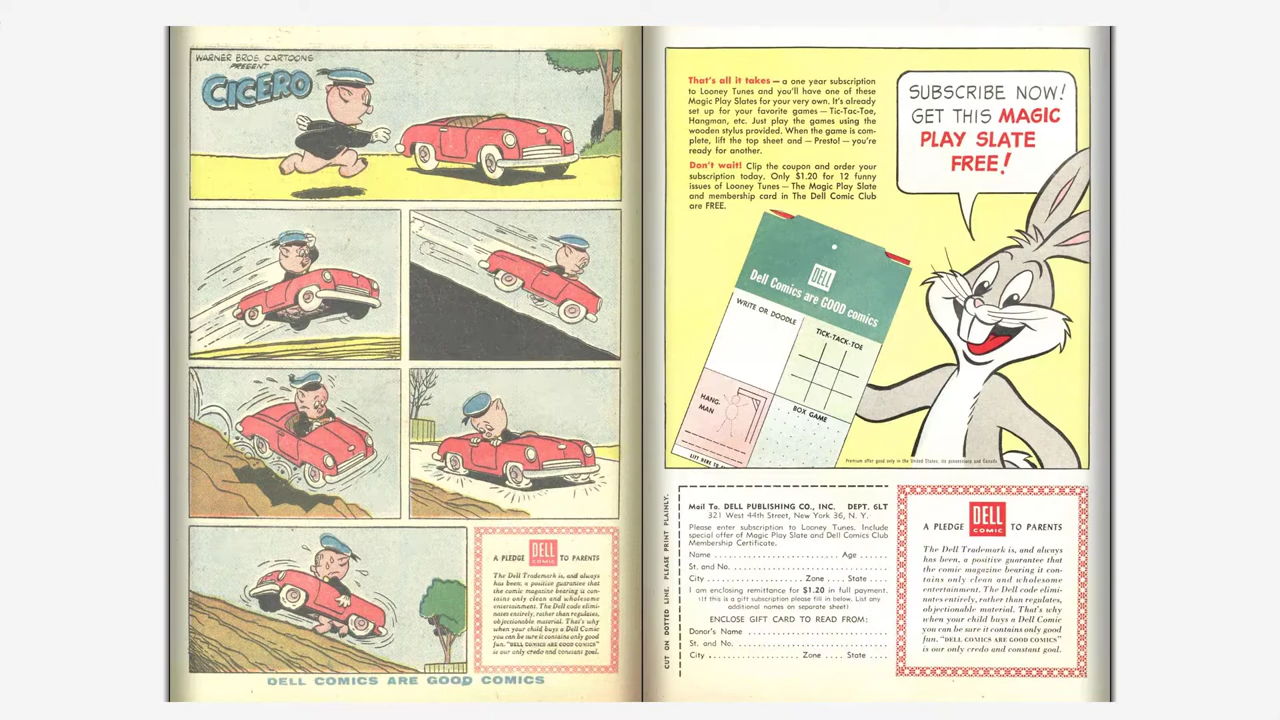 WARNER BROS. CARTOONS
PRESENT
CICERO
A PLEDGE DELL COMIC TO PARENTS
The Dell Trademark is, and always
has been, a positive guarantee that
the comic magazine bearing it con-
tains only clean and wholesome
entertainment. The Dell code elimi-
nates entirely, rather than regulates,
objectionable material. That's why
when your child buys a Dell Comic
you can be sure it contains only good
fun. "DELL COMICS ARE GOOD COMICS"
is our only credo and constant goal.
DELL COMICS ARE GOOD COMICS
That's all it takes — a one year subscription
to Looney Tunes and you'll have one of these
Magic Play Slates for your very own. It's already
set up for your favorite games — Tic-Tac-Toe,
Hangman, etc. Just play the games using the
wooden stylus provided. When the game is com-
plete, lift the top sheet and — Presto! — you're
ready for another.
Don't wait! Clip the coupon and order your
subscription today. Only $1.20 for 12 funny
issues of Looney Tunes — The Magic Play Slate
and membership card in The Dell Comic Club
are FREE.
SUBSCRIBE NOW!
GET THIS MAGIC
PLAY SLATE
FREE!
DELL
Dell Comics are GOOD comics
WRITE OR DOODLE
TICK-TACK-TOE
HANG-
MAN
BOX GAME
LIFT HERE TO
Premium offer good only in the United States, its possessions and Canada.
CUT ON DOTTED LINE. PLEASE PRINT PLAINLY.
Mail To. DELL PUBLISHING CO., INC. DEPT. 6LT
321 West 44th Street, New York 36, N. Y.
Please enter subscription to Looney Tunes. Include
special offer of Magic Play Slate and Dell Comics Club
Membership Certificate.
Name Age
St. and No.
City Zone State
I am enclosing remittance for $1.20 in full payment.
(If this is a gift subscription please fill in below. List any
additional names on separate sheet)
ENCLOSE GIFT CARD TO READ FROM:
Donor's Name
St. and No.
City Zone State
A PLEDGE DELL COMIC TO PARENTS
The Dell Trademark is, and always
has been, a positive guarantee that
the comic magazine bearing it con-
tains only clean and wholesome
entertainment. The Dell code elimi-
nates entirely, rather than regulates,
objectionable material. That's why
when your child buys a Dell Comic
you can be sure it contains only good
fun. "DELL COMICS ARE GOOD COMICS"
is our only credo and constant goal.